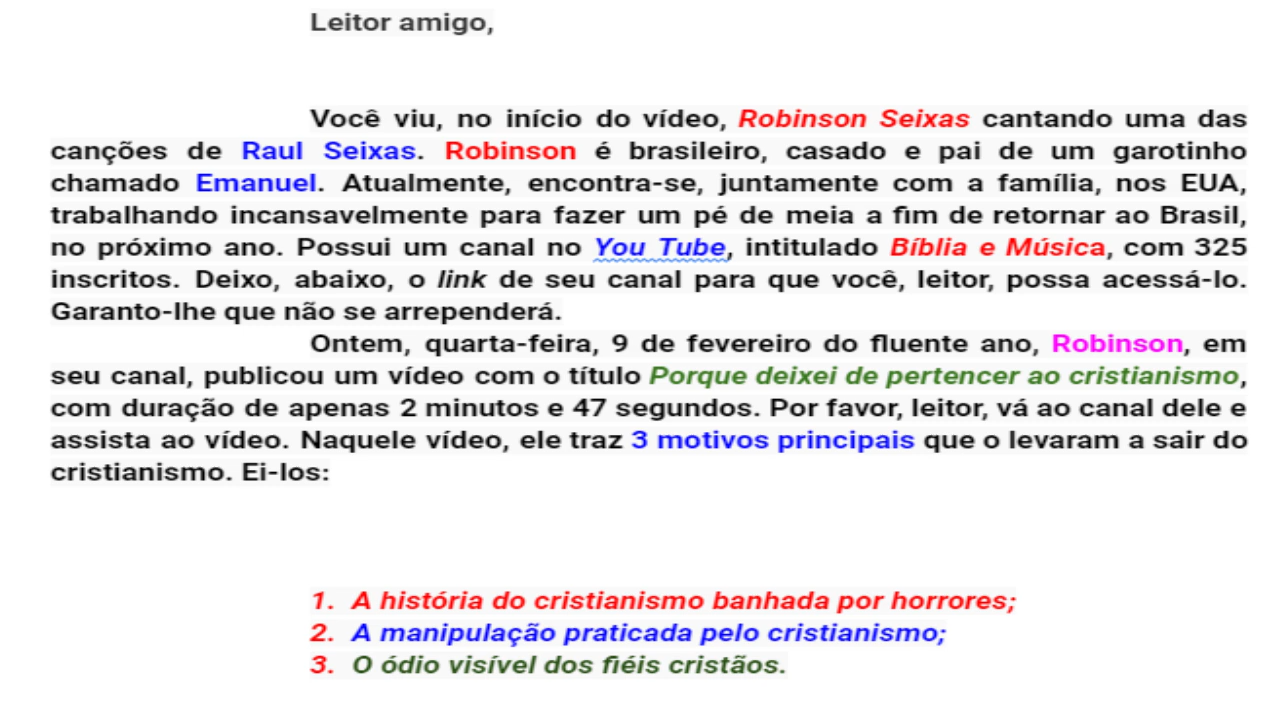 Leitor amigo,
Você viu, no início do vídeo, Robinson Seixas cantando uma das
canções de Raul Seixas. Robinson é brasileiro, casado e pai de um garotinho
chamado Emanuel. Atualmente, encontra-se, juntamente com a família, nos EUA,
trabalhando incansavelmente para fazer um pé de meia a fim de retornar ao Brasil,
no próximo ano. Possui um canal no You Tube, intitulado Bíblia e Música, com 325
inscritos. Deixo, abaixo, o link de seu canal para que você, leitor, possa acessá-lo.
Garanto-lhe que não se arrependerá.
Ontem, quarta-feira, 9 de fevereiro do fluente ano, Robinson, em
seu canal, publicou um vídeo com o título Porque deixei de pertencer ao cristianismo,
com duração de apenas 2 minutos e 47 segundos. Por favor, leitor, vá ao canal dele e
assista ao vídeo. Naquele vídeo, ele traz 3 motivos principais que o levaram a sair do
cristianismo. Ei-los:
1. A história do cristianismo banhada por horrores;
2. A manipulação praticada pelo cristianismo;
3. O ódio visível dos fiéis cristãos.